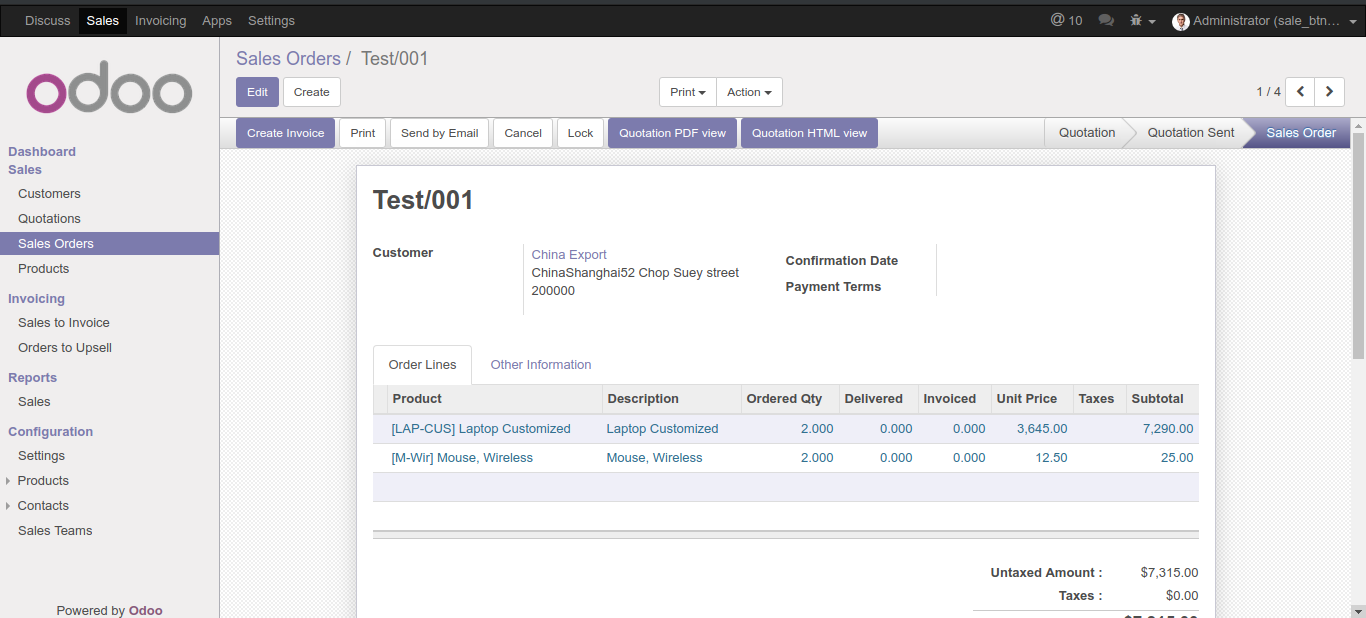 Discuss Sales Invoicing Apps Settings @ 10 Administrator (sale_btn...
odoo
Sales Orders / Test/001
Edit Create Print Action 1 / 4
Create Invoice Print Send by Email Cancel Lock Quotation PDF view Quotation HTML view Quotation Quotation Sent Sales Order
Dashboard
Sales
Customers
Quotations
Sales Orders
Products
Invoicing
Sales to Invoice
Orders to Upsell
Reports
Sales
Configuration
Settings
Products
Contacts
Sales Teams
Powered by Odoo
Test/001
Customer
China Export
ChinaShanghai52 Chop Suey street
200000
Confirmation Date
Payment Terms
Order Lines Other Information
Product Description Ordered Qty Delivered Invoiced Unit Price Taxes Subtotal
[LAP-CUS] Laptop Customized Laptop Customized 2.000 0.000 0.000 3,645.00 7,290.00
[M-Wir] Mouse, Wireless Mouse, Wireless 2.000 0.000 0.000 12.50 25.00
Untaxed Amount : $7,315.00
Taxes : $0.00